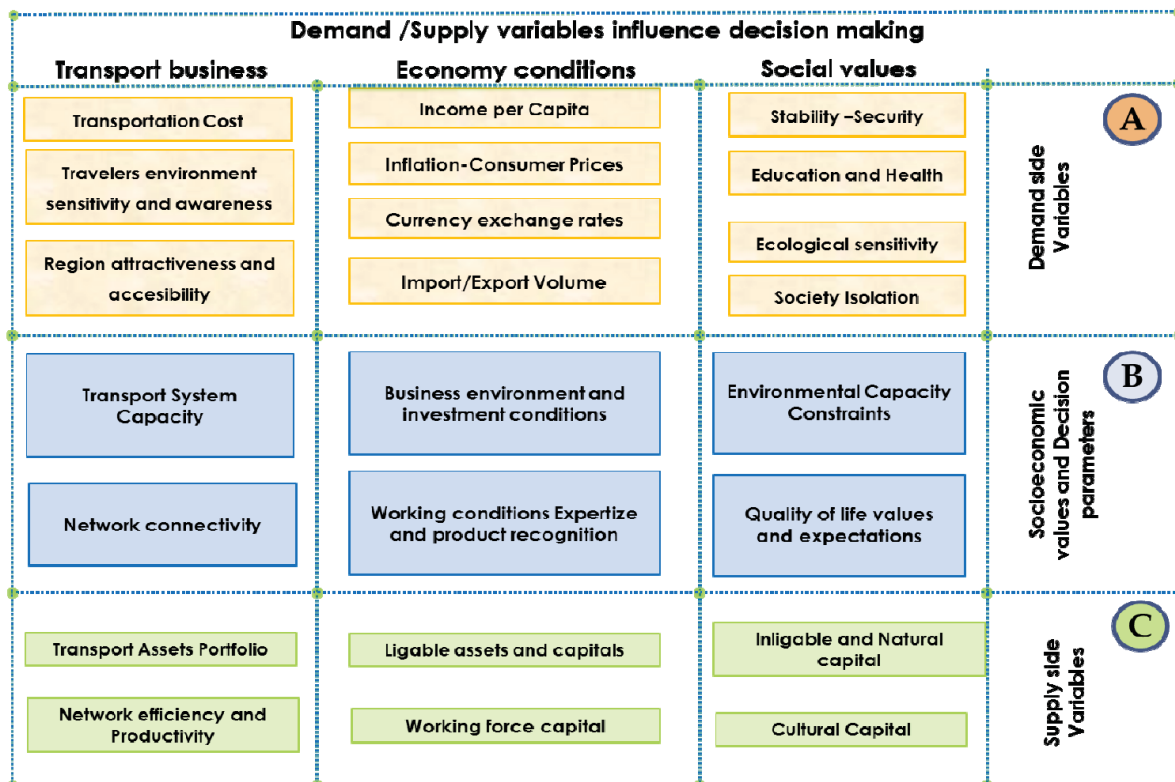 Demand /Supply variables influence decision making
Transport business
Economy conditions
Social values
Transportation Cost
Travelers environment
sensitivity and awareness
Region attractiveness and
accesibility
Income per Capita
Inflation-Consumer Prices
Currency exchange rates
Import/Export Volume
Stability –Security
Education and Health
Ecological sensitivity
Society Isolation
A
Demand side
Variables
Transport System
Capacity
Network connectivity
Business environment and
investment conditions
Working conditions Expertize
and product recognition
Environmental Capacity
Constraints
Quality of life values
and expectations
B
Socioeconomic
values and Decision
parameters
Transport Assets Portfolio
Network efficiency and
Productivity
Ligable assets and capitals
Working force capital
Inligable and Natural
capital
Cultural Capital
C
Supply side
Variables